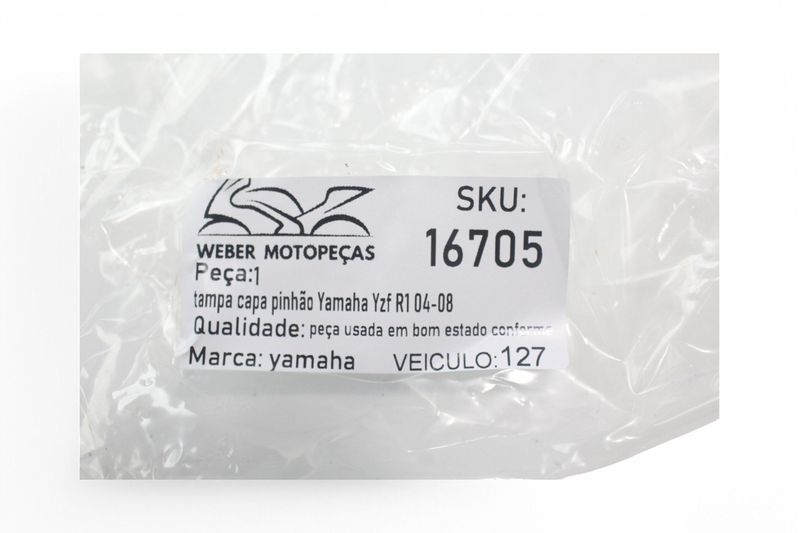 WEBER MOTOPEÇAS
SKU:
16705
Peça:1
tampa capa pinhão Yamaha Yzf R1 04-08
Qualidade: peça usada em bom estado conforme
Marca: yamaha VEICULO: 127